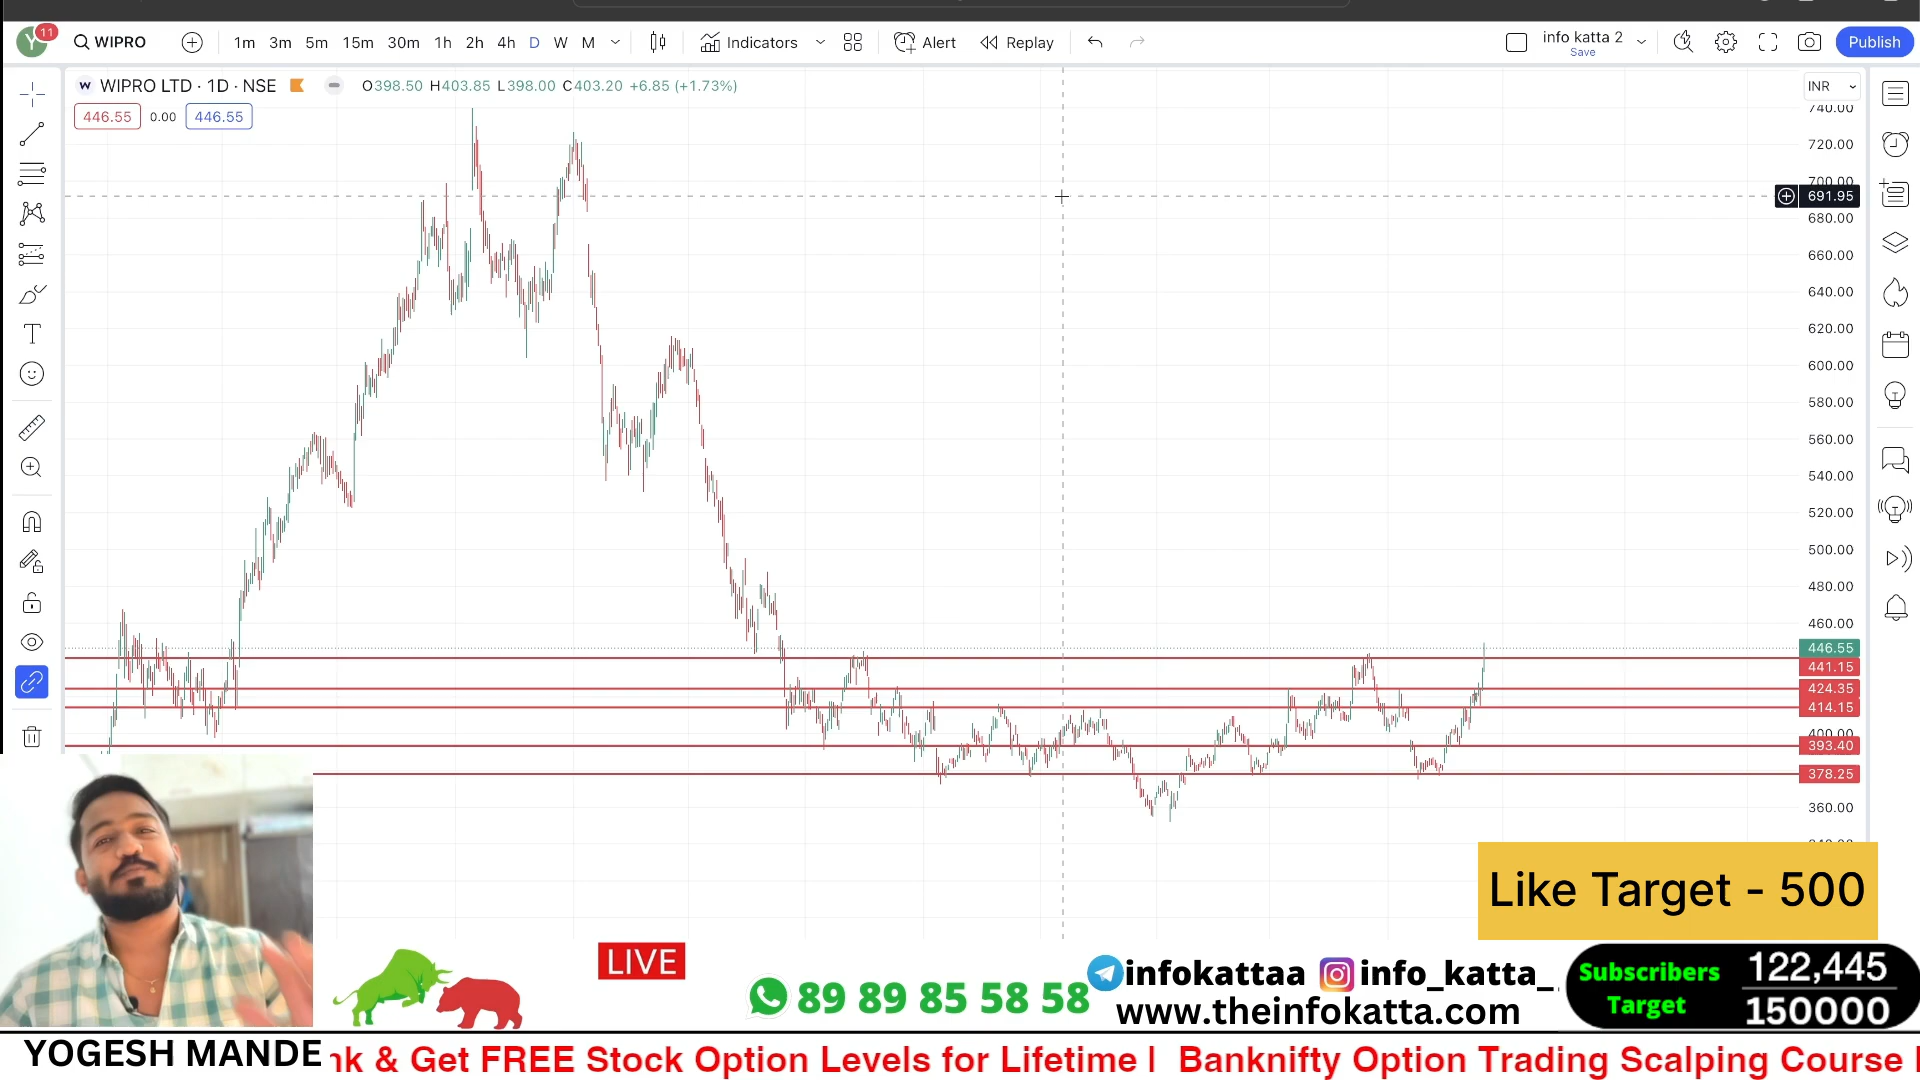 Y 11 WIPRO 1m 3m 5m 15m 30m 1h 2h 4h D W M Indicators Alert Replay info katta 2 Save Publish
W WIPRO LTD · 1D · NSE O398.50 H403.85 L398.00 C403.20 +6.85 (+1.73%) INR
446.55 0.00 446.55
740.00
720.00
700.00
691.95
680.00
660.00
640.00
620.00
600.00
580.00
560.00
540.00
520.00
500.00
480.00
460.00
446.55
441.15
424.35
414.15
400.00
393.40
378.25
360.00
Like Target - 500
LIVE
89 89 85 58 58
infokattaa info_katta_
www.theinfokatta.com
Subscribers Target
122,445
150000
YOGESH MANDE nk & Get FREE Stock Option Levels for Lifetime | Banknifty Option Trading Scalping Course